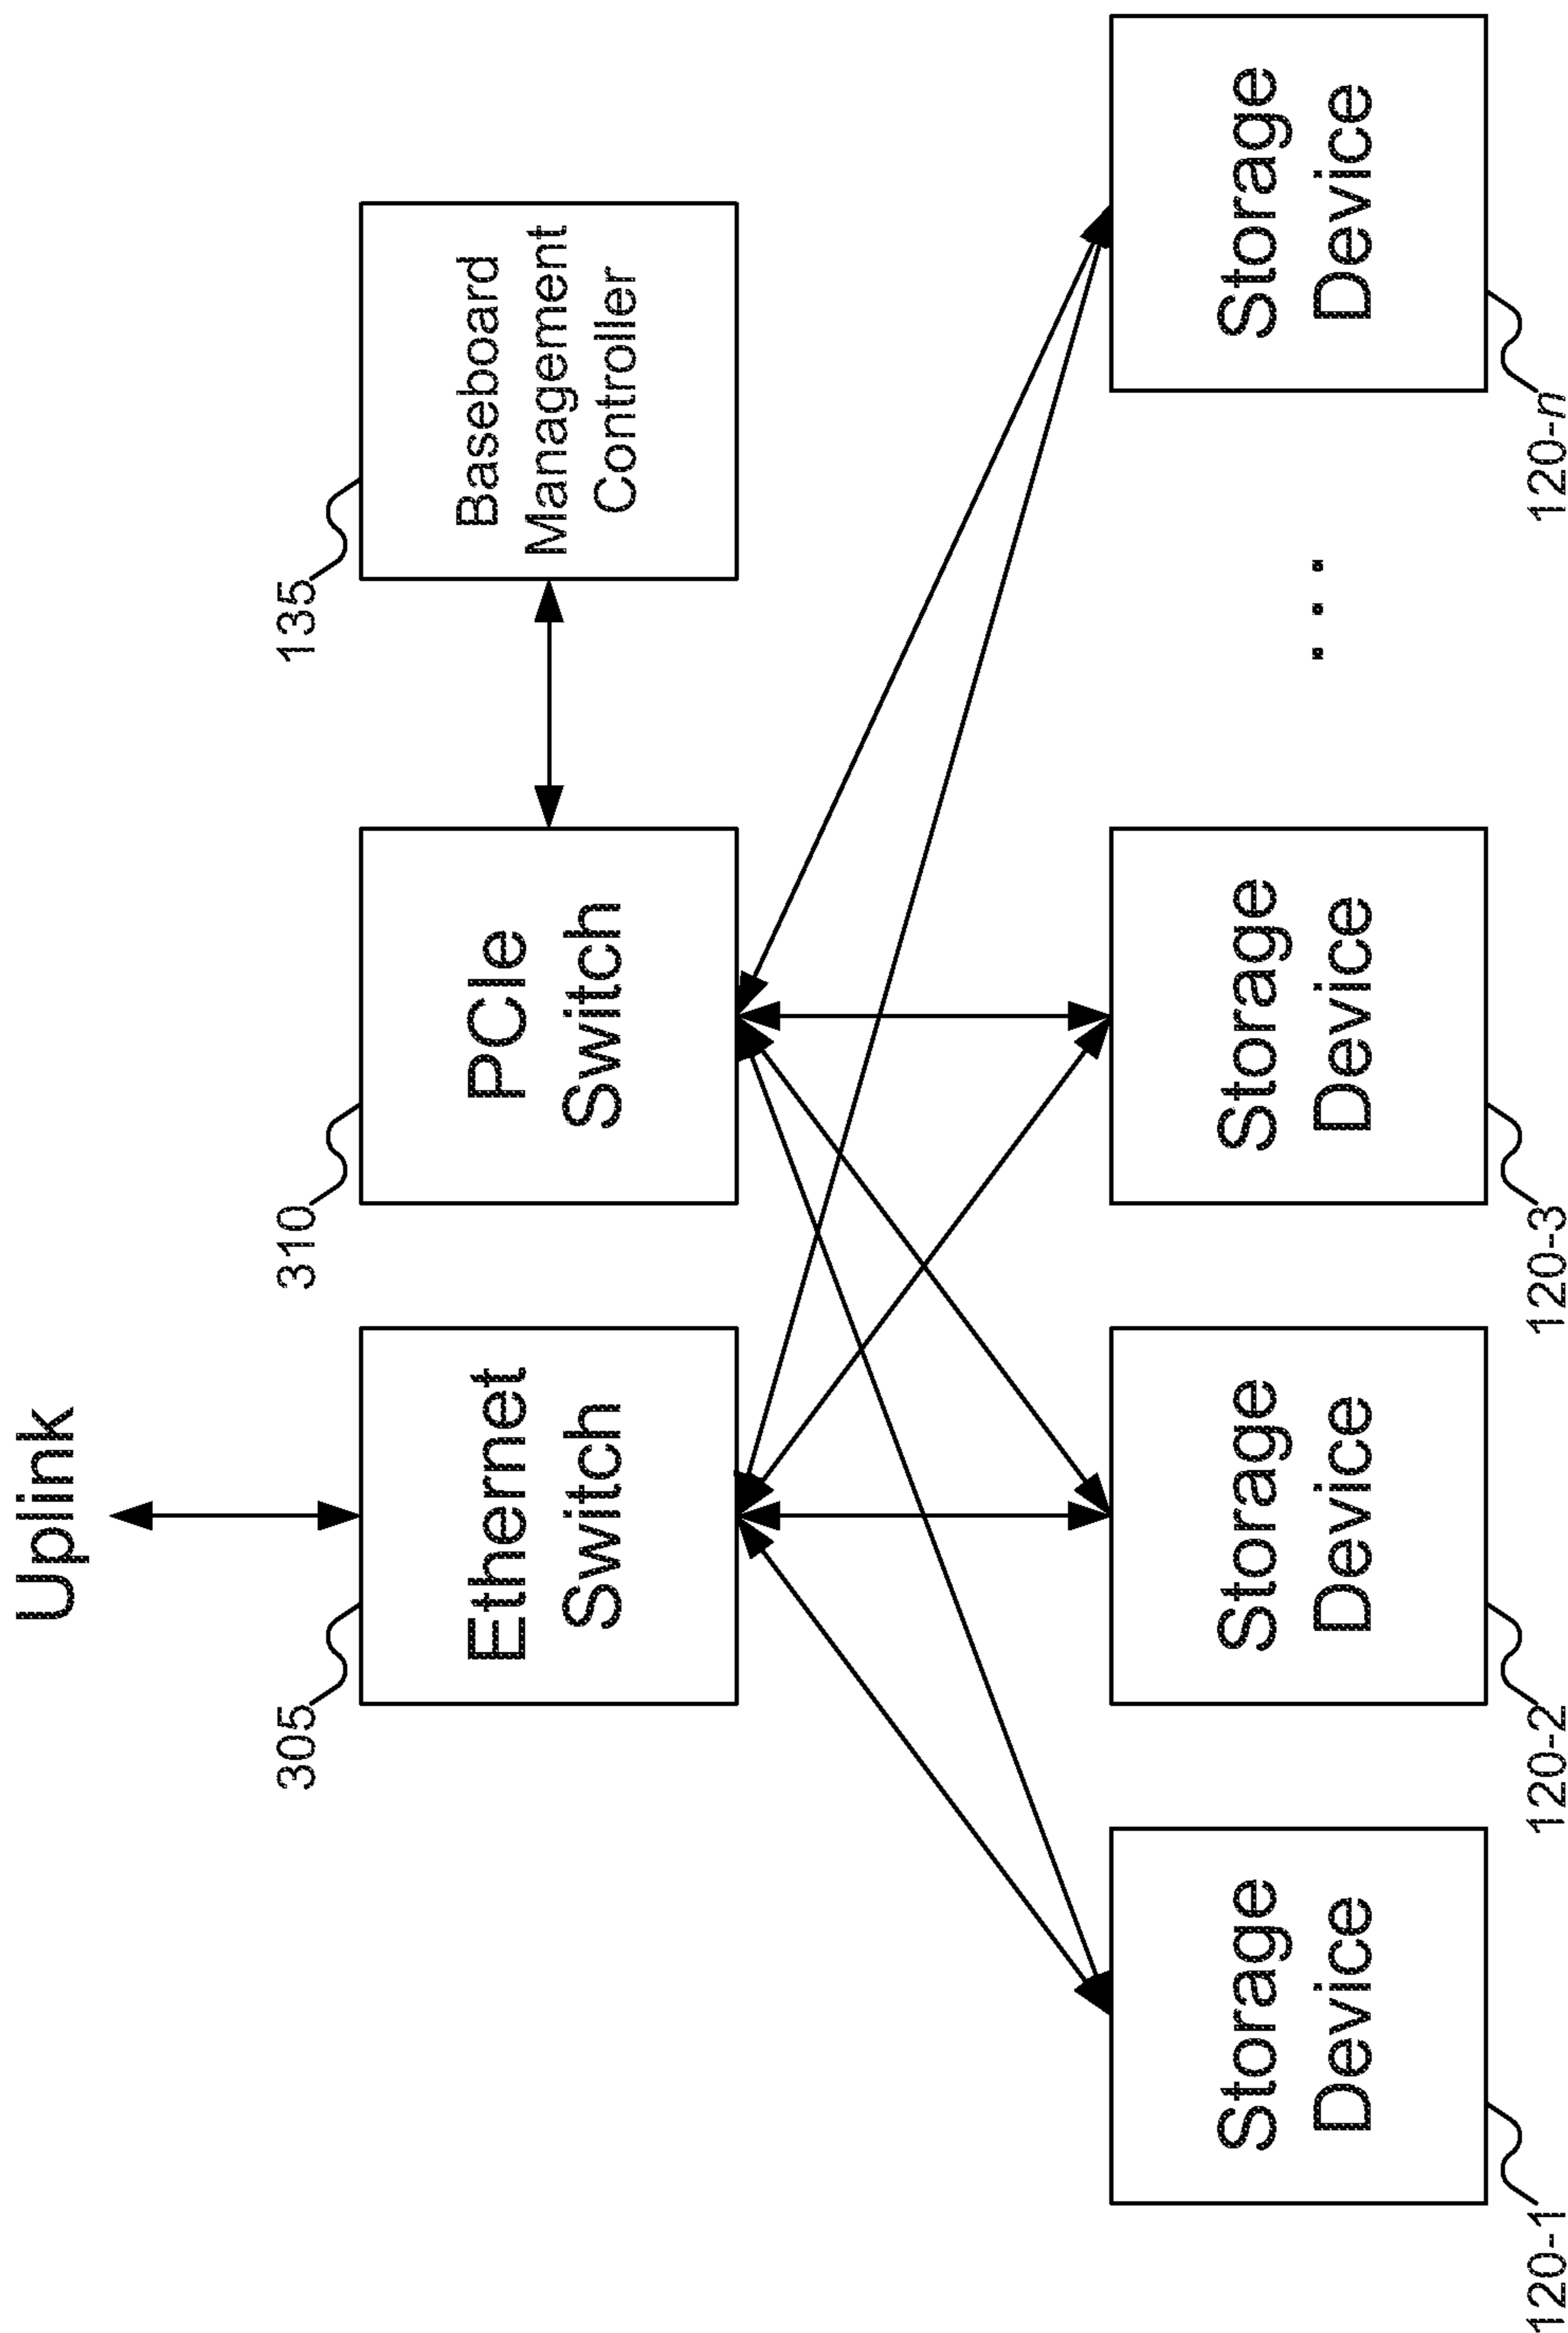 Uplink
305
310
135
Ethernet
Switch
PCIe
Switch
Baseboard
Management
Controller
Storage
Device
Storage
Device
Storage
Device
. . .
Storage
Device
120-1
120-2
120-3
120-n